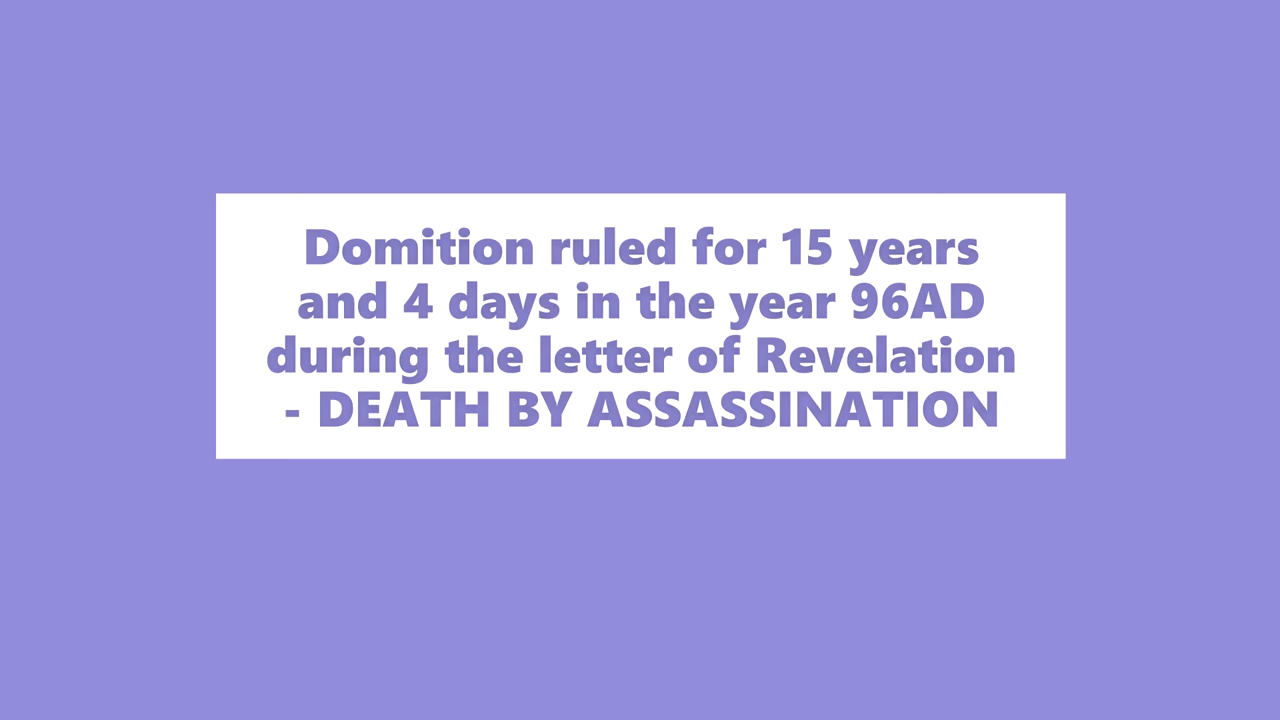 Domition ruled for 15 years
and 4 days in the year 96AD
during the letter of Revelation
- DEATH BY ASSASSINATION